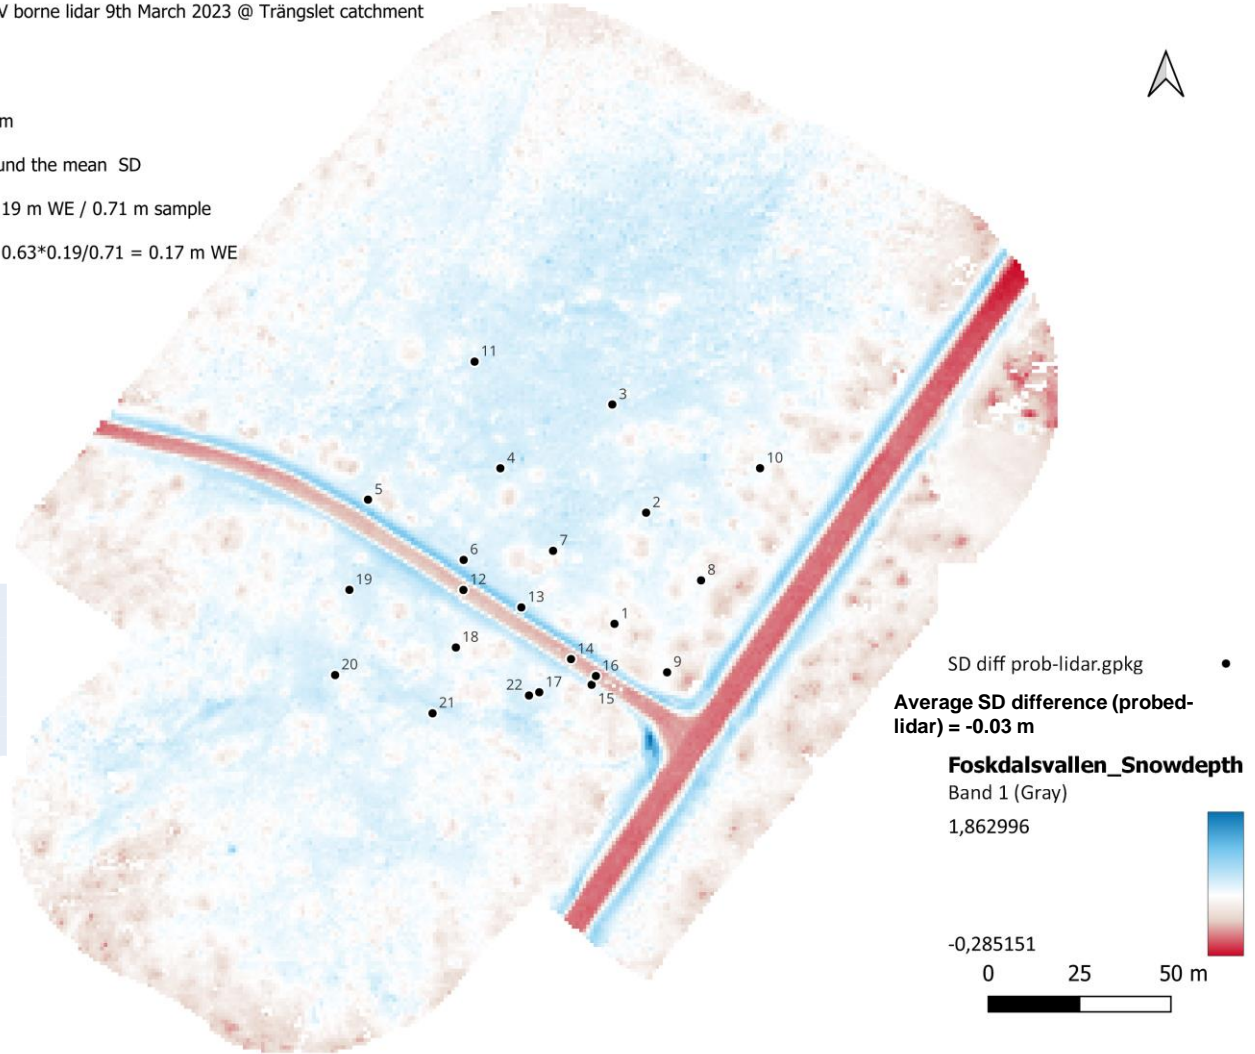 V borne lidar 9th March 2023 @ Trängslet catchment
m
und the mean SD
19 m WE / 0.71 m sample
0.63*0.19/0.71 = 0.17 m WE
11
3
4
10
5
2
7
6
8
19
12
13
1
18
14
16
9
20
22
17
15
21
SD diff prob-lidar.gpkg
Average SD difference (probed-
lidar) = -0.03 m
Foskdalsvallen_Snowdepth
Band 1 (Gray)
1,862996
-0,285151
0 25 50 m